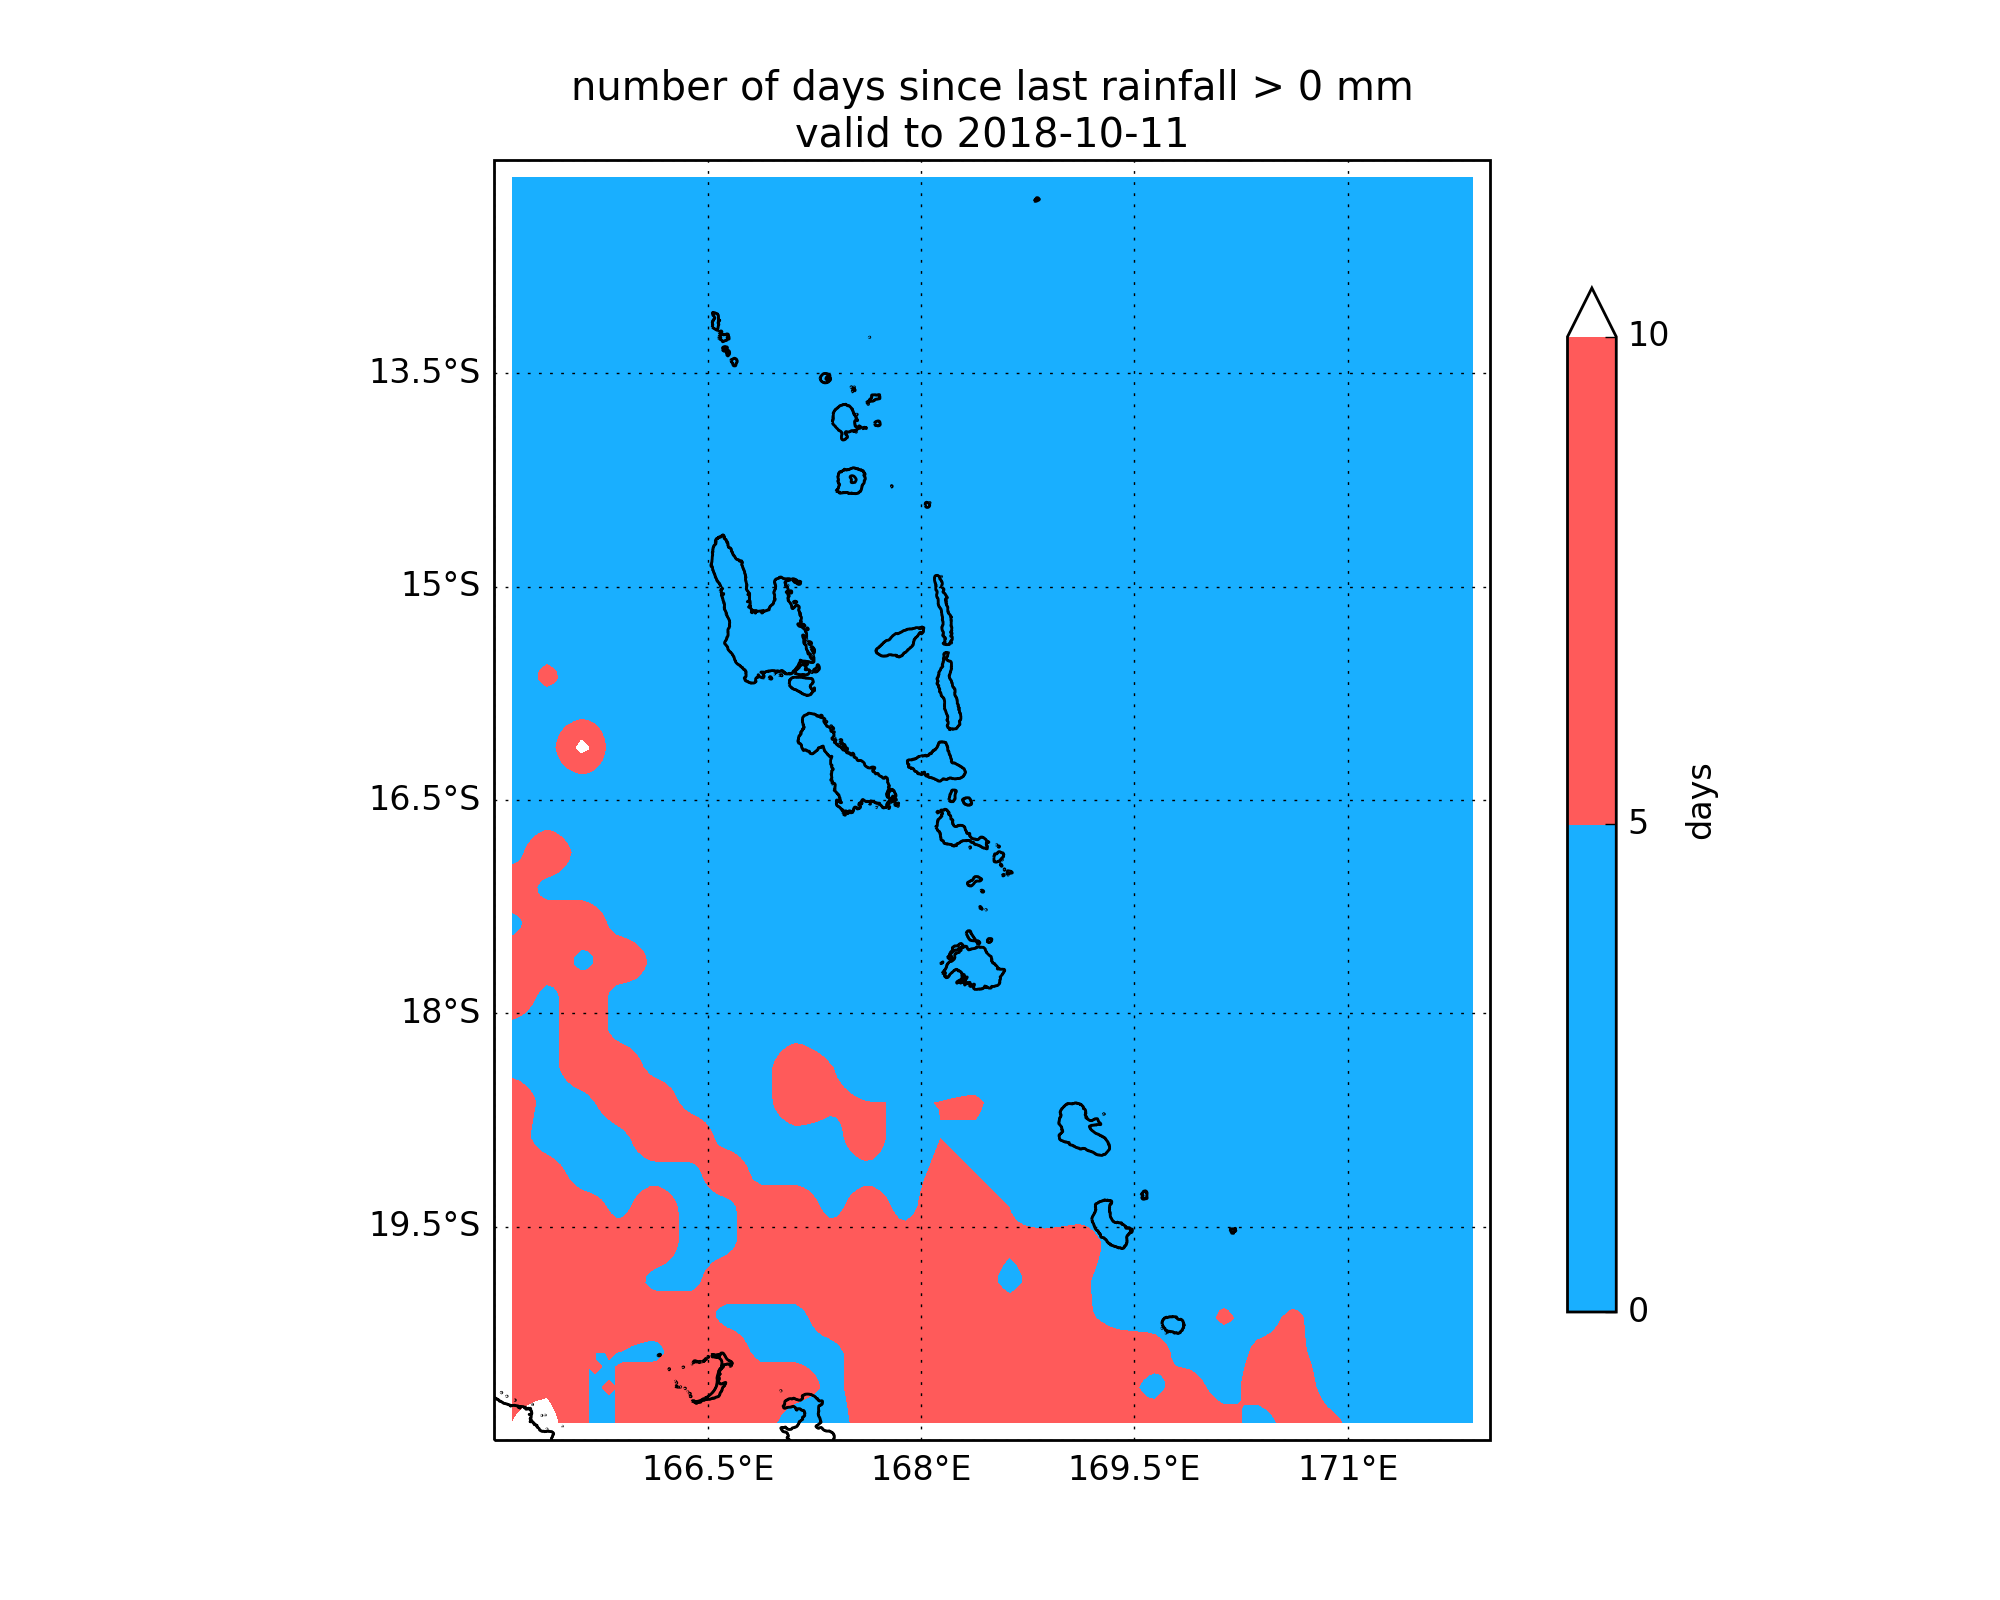 number of days since last rainfall > 0 mm
valid to 2018-10-11
13.5°S
15°S
16.5°S
18°S
19.5°S
166.5°E
168°E
169.5°E
171°E
10
5
0
days